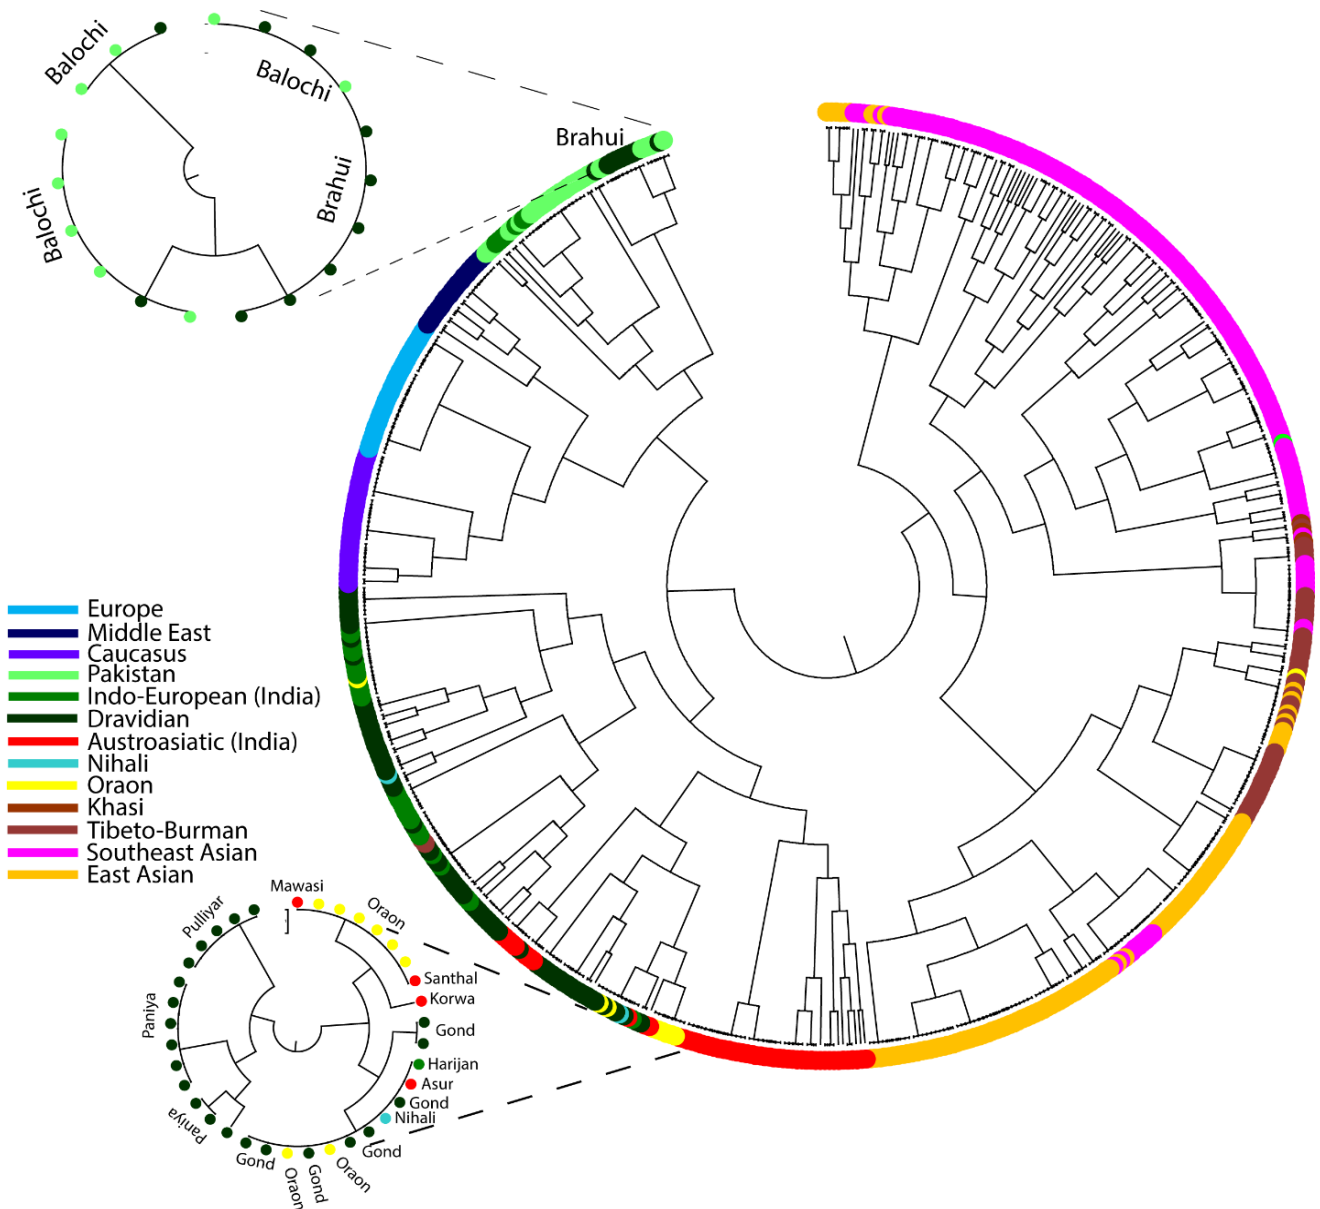 Balochi
Balochi
Brahui
Brahui
Balochi
Europe
Middle East
Caucasus
Pakistan
Indo-European (India)
Dravidian
Austroasiatic (India)
Nihali
Oraon
Khasi
Tibeto-Burman
Southeast Asian
East Asian
Mawasi
Oraon
Pulliyar
Santhal
Korwa
Paniya
Gond
Harijan
Asur
Gond
Nihali
Paniya
Gond
Gond
Oraon
Gond
Oraon